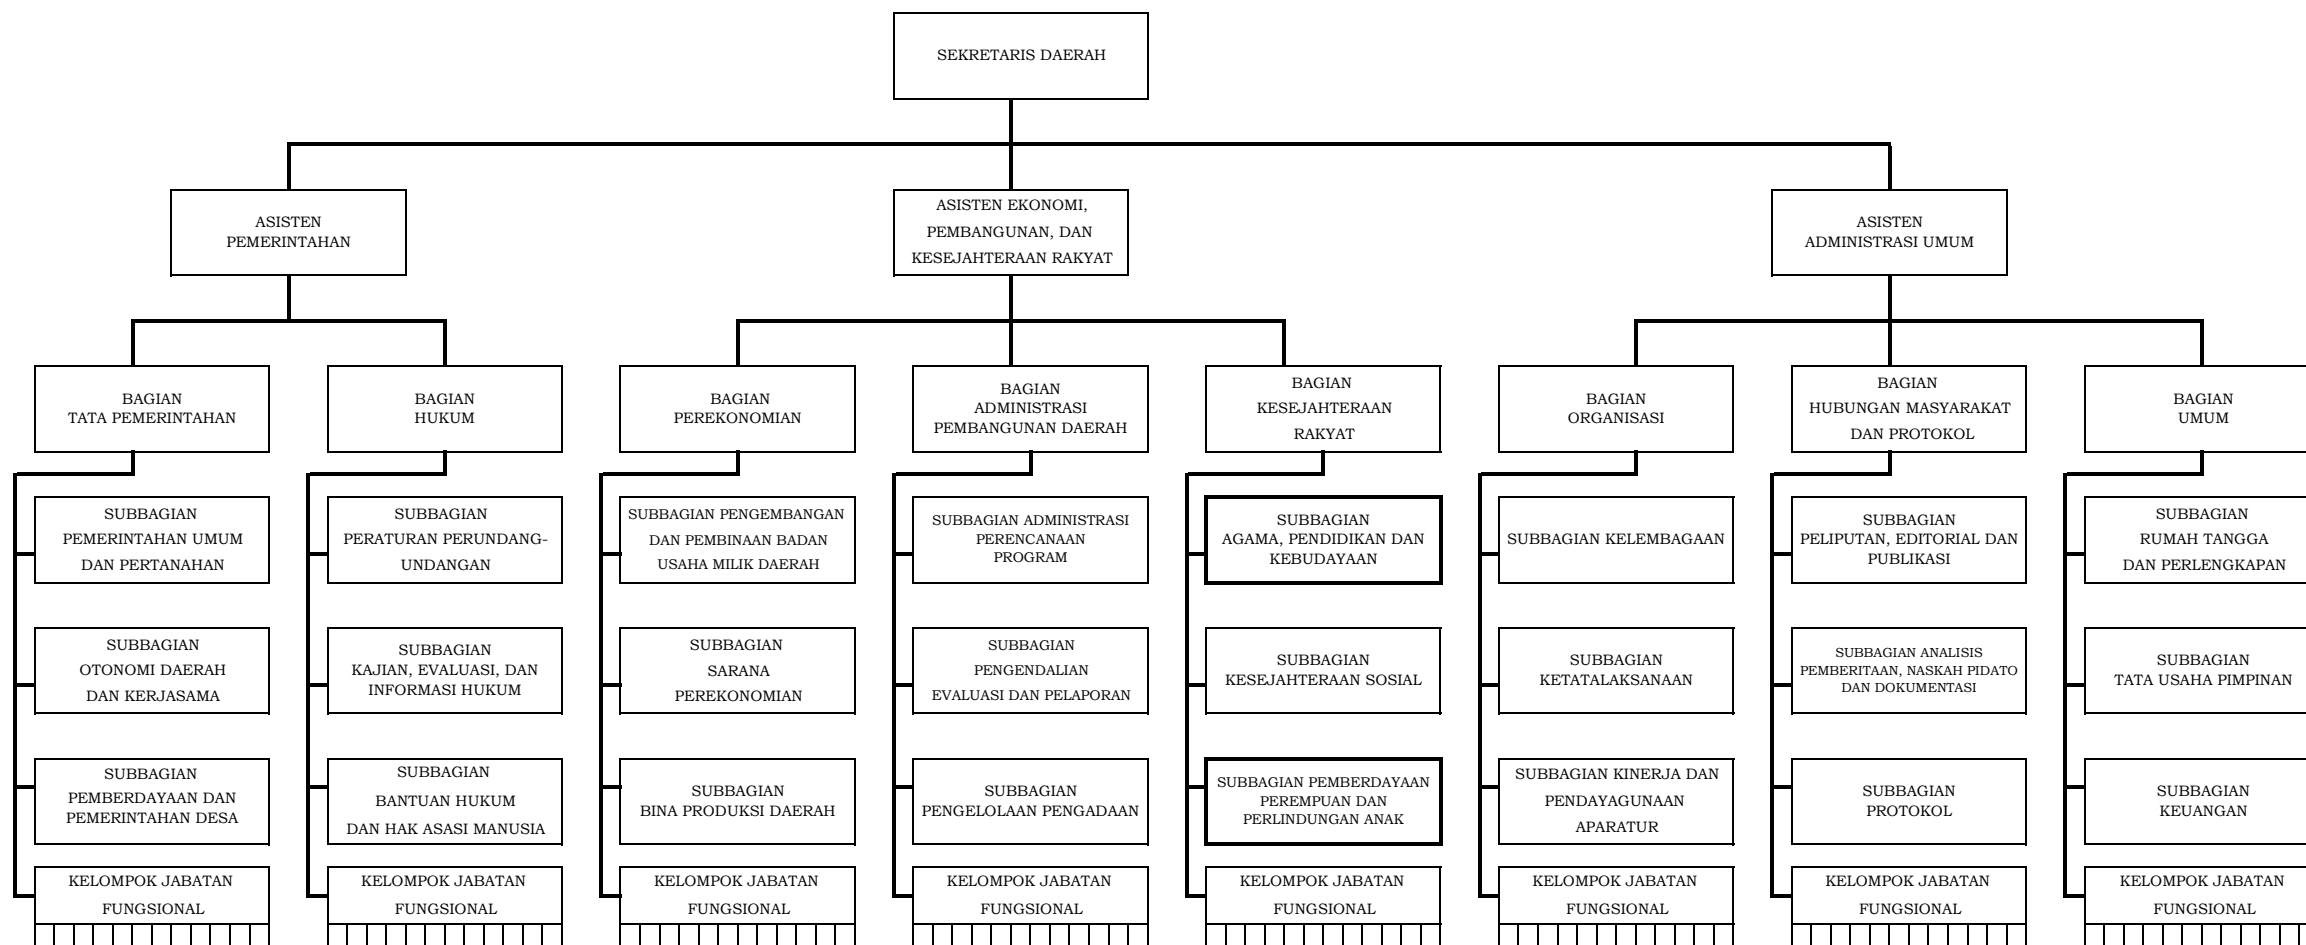 SEKRETARIS DAERAH
ASISTEN
PEMERINTAHAN
ASISTEN EKONOMI,
PEMBANGUNAN, DAN
KESEJAHTERAAN RAKYAT
ASISTEN
ADMINISTRASI UMUM
BAGIAN
TATA PEMERINTAHAN
BAGIAN
HUKUM
BAGIAN
PEREKONOMIAN
BAGIAN
ADMINISTRASI
PEMBANGUNAN DAERAH
BAGIAN
KESEJAHTERAAN
RAKYAT
BAGIAN
ORGANISASI
BAGIAN
HUBUNGAN MASYARAKAT
DAN PROTOKOL
BAGIAN
UMUM
SUBBAGIAN
PEMERINTAHAN UMUM
DAN PERTANAHAN
SUBBAGIAN
PERATURAN PERUNDANG-
UNDANGAN
SUBBAGIAN PENGEMBANGAN
DAN PEMBINAAN BADAN
USAHA MILIK DAERAH
SUBBAGIAN ADMINISTRASI
PERENCANAAN
PROGRAM
SUBBAGIAN
AGAMA, PENDIDIKAN DAN
KEBUDAYAAN
SUBBAGIAN KELEMBAGAAN
SUBBAGIAN
PELIPUTAN, EDITORIAL DAN
PUBLIKASI
SUBBAGIAN
RUMAH TANGGA
DAN PERLENGKAPAN
SUBBAGIAN
OTONOMI DAERAH
DAN KERJASAMA
SUBBAGIAN
KAJIAN, EVALUASI, DAN
INFORMASI HUKUM
SUBBAGIAN
SARANA
PEREKONOMIAN
SUBBAGIAN
PENGENDALIAN
EVALUASI DAN PELAPORAN
SUBBAGIAN
KESEJAHTERAAN SOSIAL
SUBBAGIAN
KETATALAKSANAAN
SUBBAGIAN ANALISIS
PEMBERITAAN, NASKAH PIDATO
DAN DOKUMENTASI
SUBBAGIAN
TATA USAHA PIMPINAN
SUBBAGIAN
PEMBERDAYAAN DAN
PEMERINTAHAN DESA
SUBBAGIAN
BANTUAN HUKUM
DAN HAK ASASI MANUSIA
SUBBAGIAN
BINA PRODUKSI DAERAH
SUBBAGIAN
PENGELOLAAN PENGADAAN
SUBBAGIAN PEMBERDAYAAN
PEREMPUAN DAN
PERLINDUNGAN ANAK
SUBBAGIAN KINERJA DAN
PENDAYAGUNAAN
APARATUR
SUBBAGIAN
PROTOKOL
SUBBAGIAN
KEUANGAN
KELOMPOK JABATAN
FUNGSIONAL
KELOMPOK JABATAN
FUNGSIONAL
KELOMPOK JABATAN
FUNGSIONAL
KELOMPOK JABATAN
FUNGSIONAL
KELOMPOK JABATAN
FUNGSIONAL
KELOMPOK JABATAN
FUNGSIONAL
KELOMPOK JABATAN
FUNGSIONAL
KELOMPOK JABATAN
FUNGSIONAL